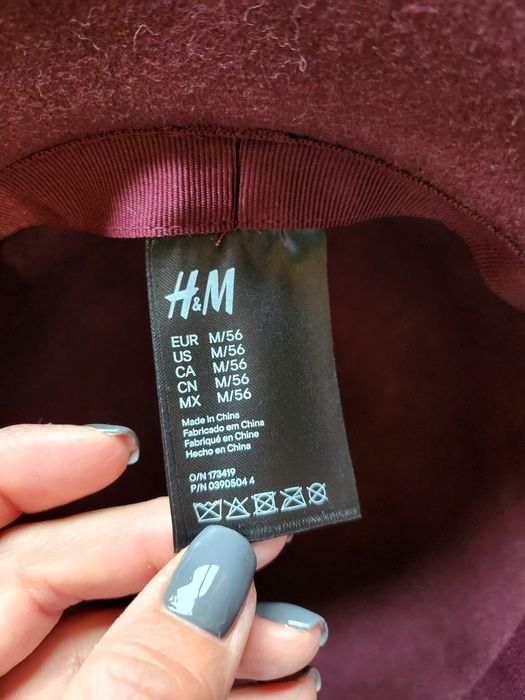 H&M
EUR M/56
US M/56
CA M/56
CN M/56
MX M/56
Made in China
Fabricado em China
Fabriqué en Chine
Hecho en China
O/N 173419
P/N 0390504 4